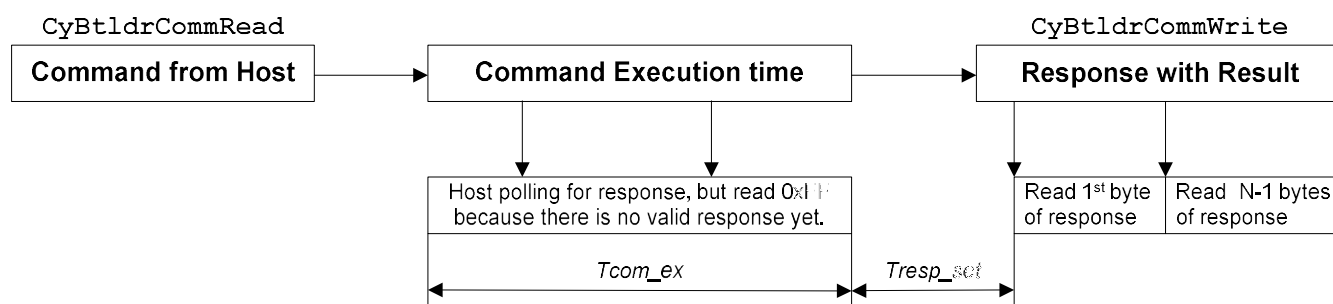 CyBtldrCommRead
CyBtldrCommWrite
Command from Host
Command Execution time
Response with Result
Host polling for response, but read
because there is no valid response yet.
Read 1st byte
of response
Read N-1 bytes
of response
Tcom_ex
Tresp_set